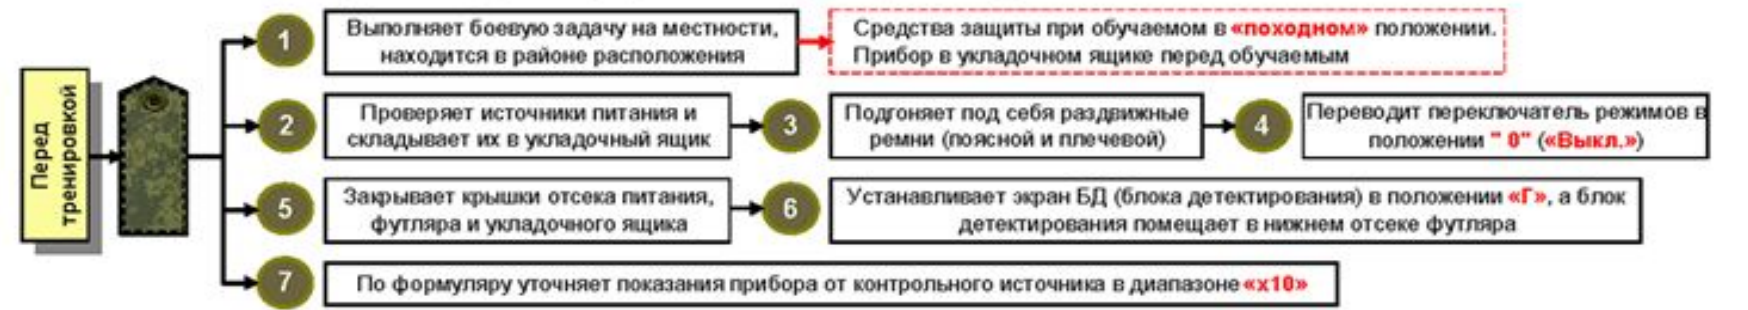 Перед
тренировкой
1
Выполняет боевую задачу на местности,
находится в районе расположения
Средства защиты при обучаемом в «походном» положении.
Прибор в укладочном ящике перед обучаемым
2
Проверяет источники питания и
складывает их в укладочный ящик
3
Подгоняет под себя раздвижные
ремни (поясной и плечевой)
4
Переводит переключатель режимов в
положении " 0" («Выкл.»)
5
Закрывает крышки отсека питания,
футляра и укладочного ящика
6
Устанавливает экран БД (блока детектирования) в положении «Г», а блок
детектирования помещает в нижнем отсеке футляра
7
По формуляру уточняет показания прибора от контрольного источника в диапазоне «х10»